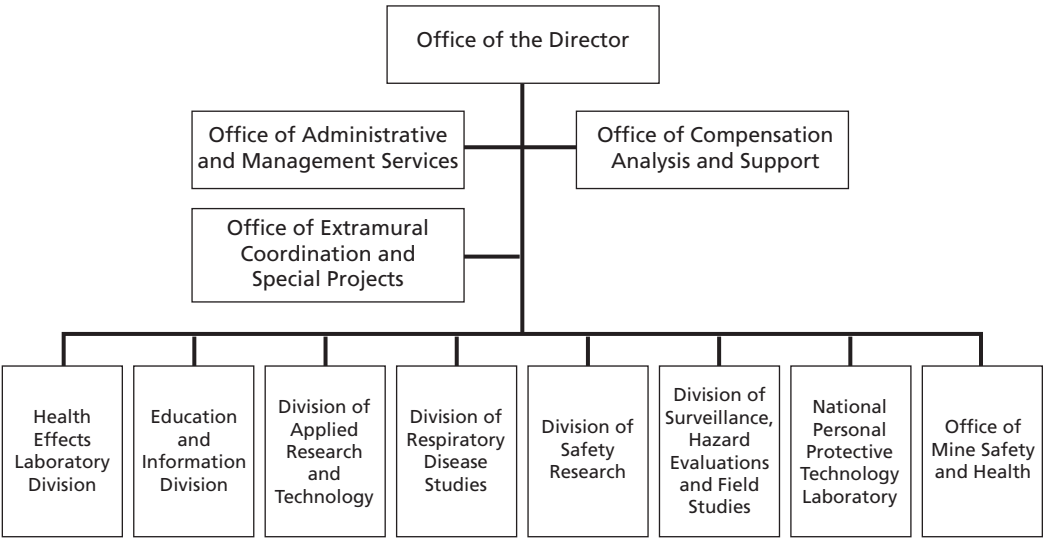 Office of the Director
Office of Administrative
and Management Services
Office of Compensation
Analysis and Support
Office of Extramural
Coordination and
Special Projects
Health
Effects
Laboratory
Division
Education
and
Information
Division
Division of
Applied
Research
and
Technology
Division of
Respiratory
Disease
Studies
Division of
Safety
Research
Division of
Surveillance,
Hazard
Evaluations
and Field
Studies
National
Personal
Protective
Technology
Laboratory
Office of
Mine Safety
and Health